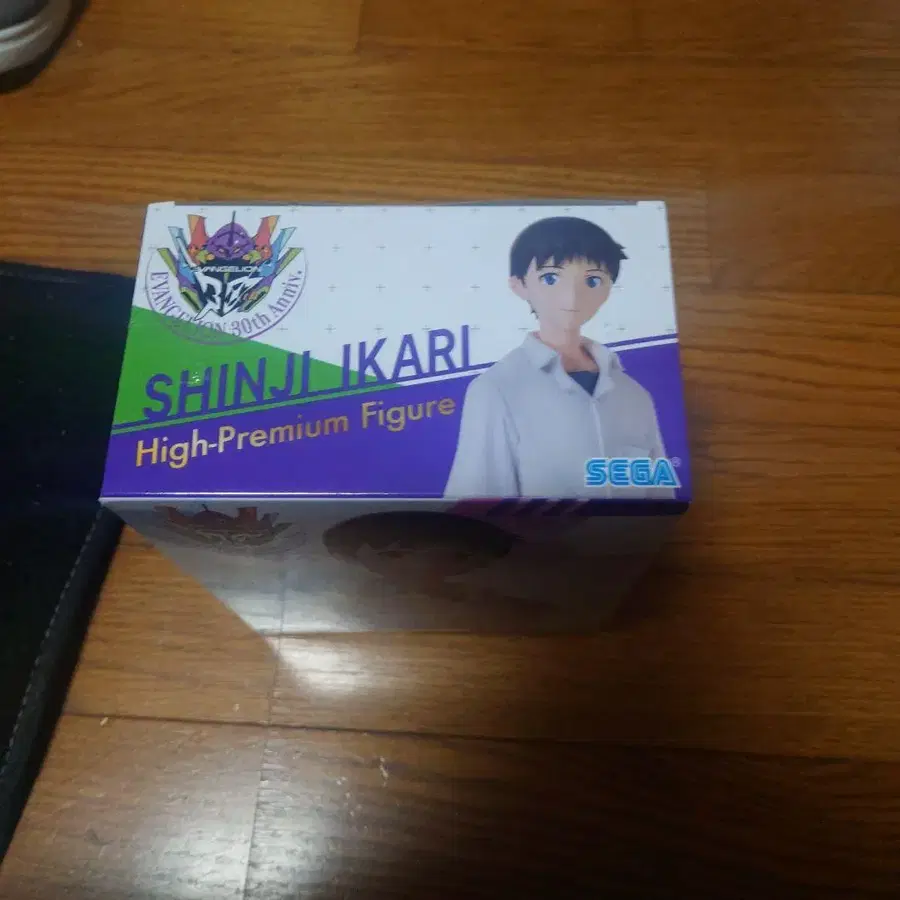 EVANGELION
EVANGELION 30th Anniv.
SHINJI IKARI
High-Premium Figure
SEGA®